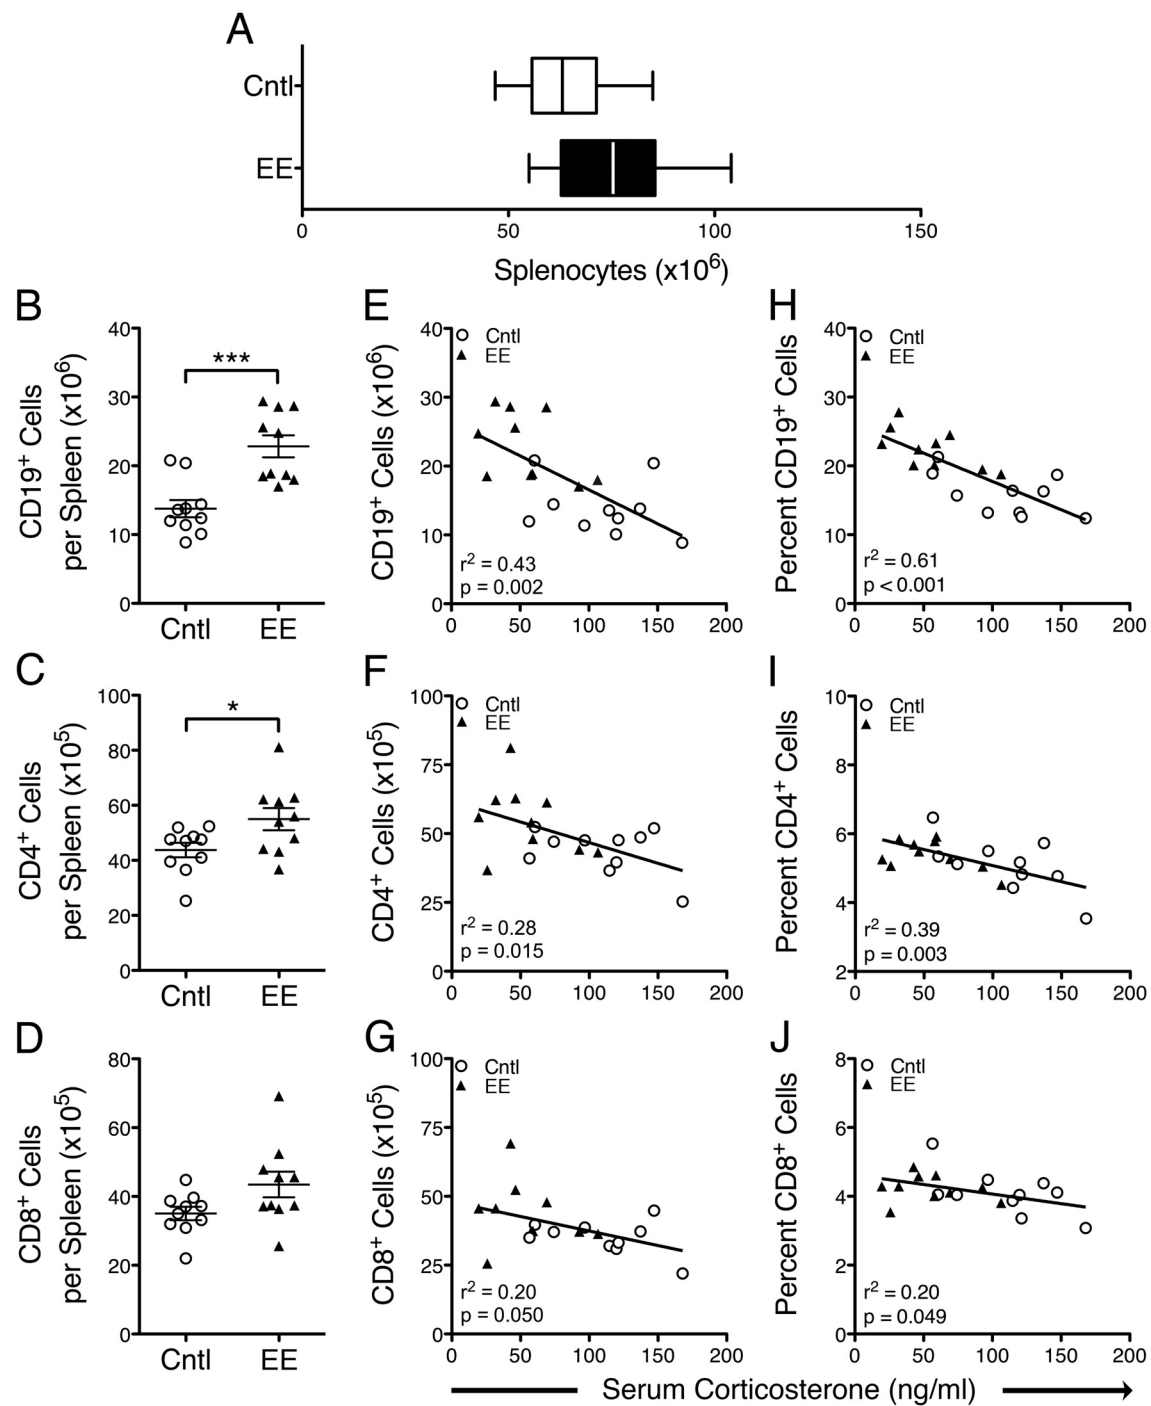 A
Cntl
EE
0 50 100 150
Splenocytes (x10⁶)
B
CD19⁺ Cells
per Spleen (x10⁶)
40
30
20
10
0
***
Cntl EE
E
CD19⁺ Cells (x10⁶)
40
30
20
10
0
Cntl
EE
r² = 0.43
p = 0.002
0 50 100 150 200
H
Percent CD19⁺ Cells
40
30
20
10
0
Cntl
EE
r² = 0.61
p < 0.001
0 50 100 150 200
C
CD4⁺ Cells
per Spleen (x10⁵)
100
80
60
40
20
0
*
Cntl EE
F
CD4⁺ Cells (x10⁵)
100
75
50
25
0
Cntl
EE
r² = 0.28
p = 0.015
0 50 100 150 200
I
Percent CD4⁺ Cells
10
8
6
4
2
Cntl
EE
r² = 0.39
p = 0.003
0 50 100 150 200
D
CD8⁺ Cells
per Spleen (x10⁵)
80
60
40
20
0
Cntl EE
G
CD8⁺ Cells (x10⁵)
100
75
50
25
0
Cntl
EE
r² = 0.20
p = 0.050
0 50 100 150 200
J
Percent CD8⁺ Cells
8
6
4
2
0
Cntl
EE
r² = 0.20
p = 0.049
0 50 100 150 200
Serum Corticosterone (ng/ml)